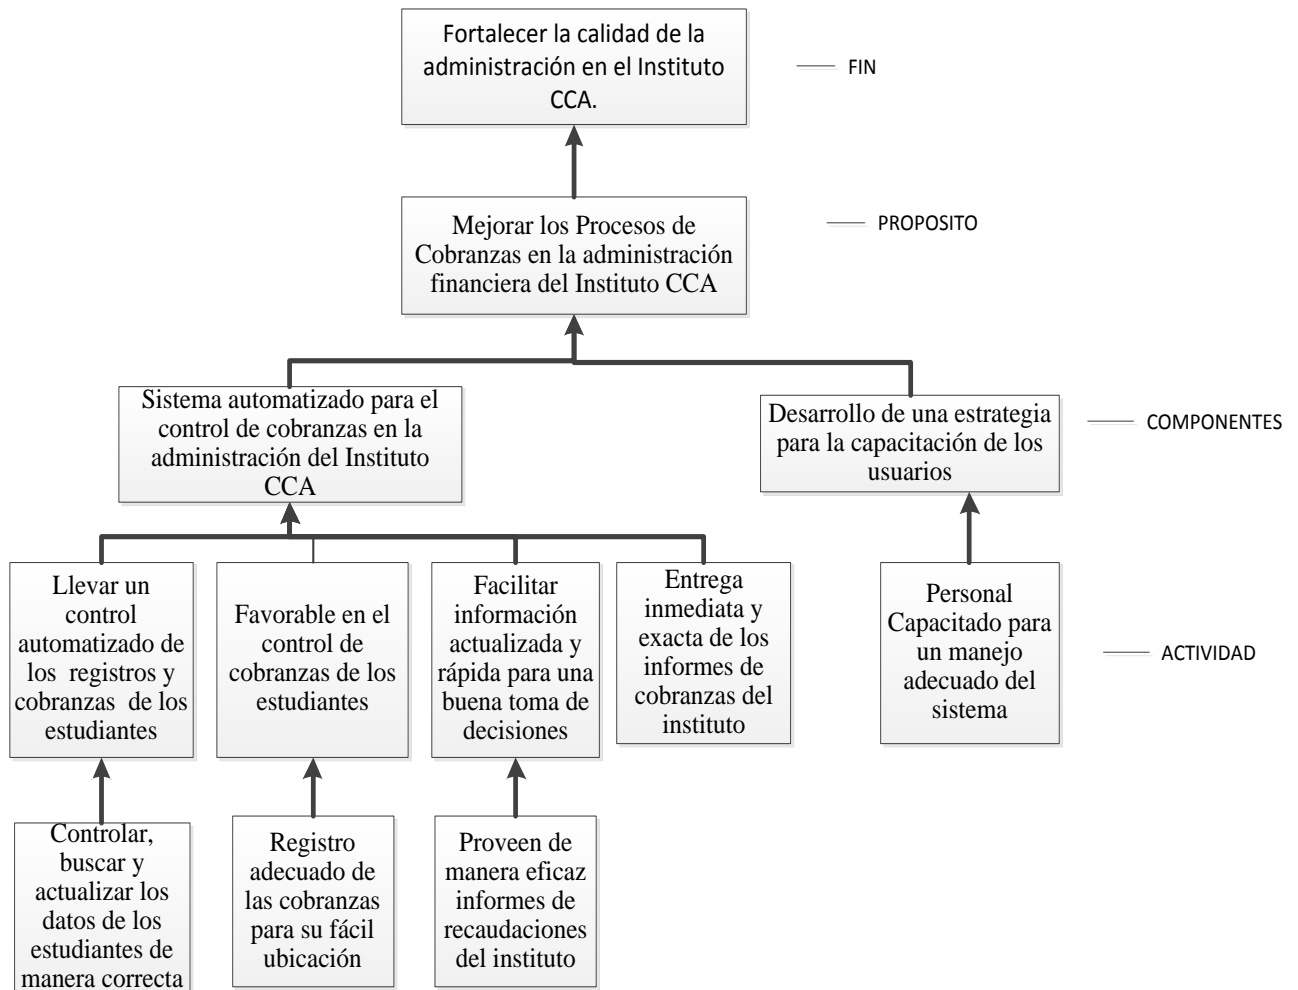 Fortalecer la calidad de la
administración en el Instituto
CCA.
FIN
Mejorar los Procesos de
Cobranzas en la administración
financiera del Instituto CCA
PROPOSITO
Sistema automatizado para el
control de cobranzas en la
administración del Instituto
CCA
Desarrollo de una estrategia
para la capacitación de los
usuarios
COMPONENTES
Llevar un
control
automatizado de
los registros y
cobranzas de los
estudiantes
Favorable en el
control de
cobranzas de los
estudiantes
Facilitar
información
actualizada y
rápida para una
buena toma de
decisiones
Entrega
inmediata y
exacta de los
informes de
cobranzas del
instituto
Personal
Capacitado para
un manejo
adecuado del
sistema
ACTIVIDAD
Controlar,
buscar y
actualizar los
datos de los
estudiantes de
manera correcta
Registro
adecuado de
las cobranzas
para su fácil
ubicación
Proveen de
manera eficaz
informes de
recaudaciones
del instituto